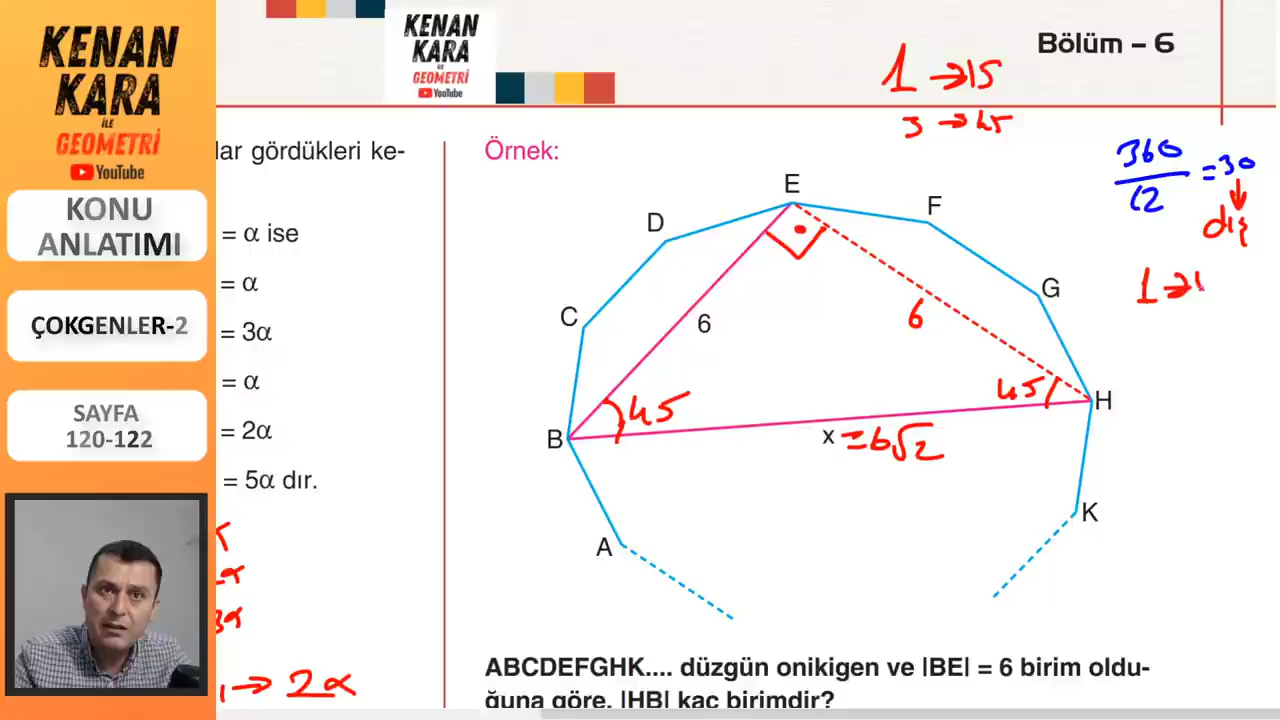 KENAN
KARA
İLE
GEOMETRİ
YouTube
KONU
ANLATIMI
ÇOKGENLER-2
SAYFA
120-122
KENAN
KARA
İLE
GEOMETRİ
YouTube
Bölüm – 6
1 → 15
3 → 45
lar gördükleri ke-
= α ise
= α
= 3α
= α
= 2α
= 5α dır.
→ 2α
Örnek:
360
12
= 30
↓
dış
1 →
E
D
F
C
G
6
6
45
45
H
B
x = 6√2
K
A
ABCDEFGHK.... düzgün onikigen ve |BE| = 6 birim oldu-
ğuna göre, |HB| kaç birimdir?